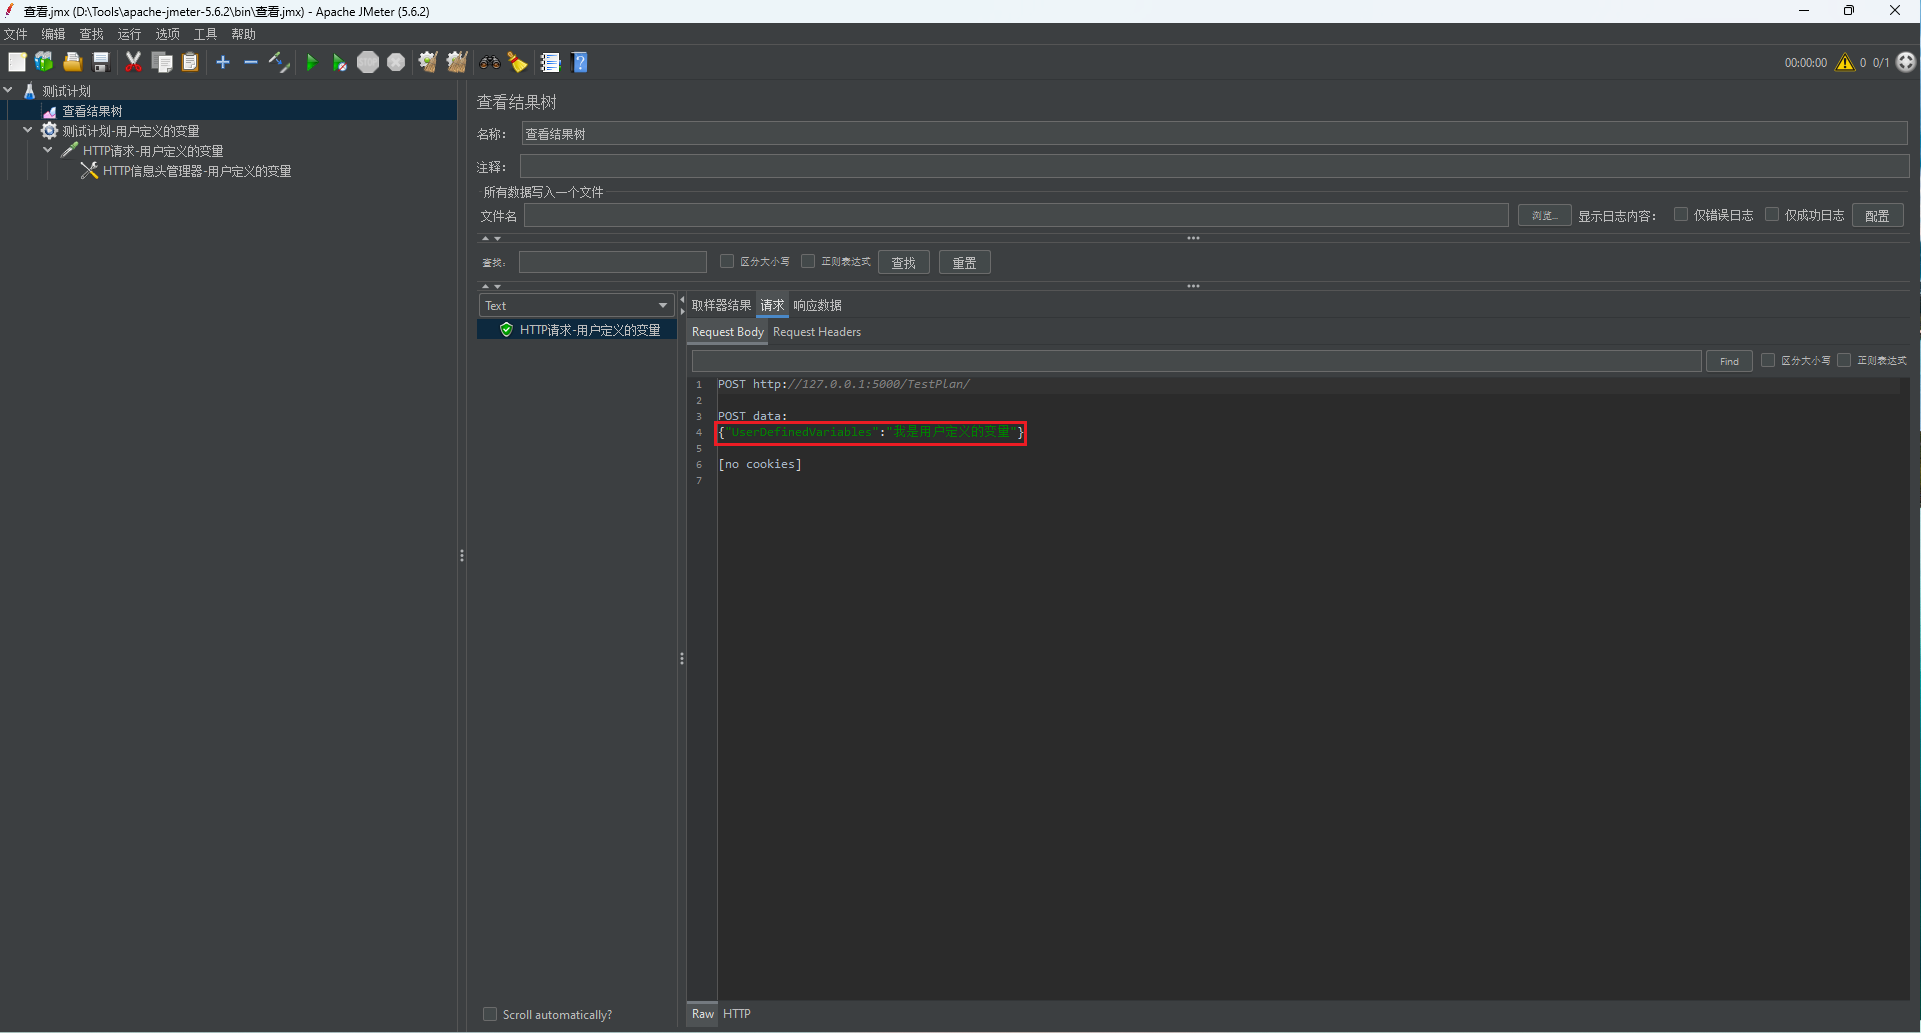 查看.jmx (D:\Tools\apache-jmeter-5.6.2\bin\查看.jmx) - Apache JMeter (5.6.2)
文件 编辑 查找 运行 选项 工具 帮助
00:00:00 0 0/1
测试计划
查看结果树
测试计划-用户定义的变量
HTTP请求-用户定义的变量
HTTP信息头管理器-用户定义的变量
查看结果树
名称： 查看结果树
注释：
所有数据写入一个文件
文件名 浏览... 显示日志内容： 仅错误日志 仅成功日志 配置
查找: 区分大小写 正则表达式 查找 重置
Text
HTTP请求-用户定义的变量
取样器结果 请求 响应数据
Request Body Request Headers
Find 区分大小写 正则表达式
1 POST http://127.0.0.1:5000/TestPlan/
2
3 POST data:
4 {"UserDefinedVariables":"我是用户定义的变量"}
5
6 [no cookies]
7
Scroll automatically?
Raw HTTP